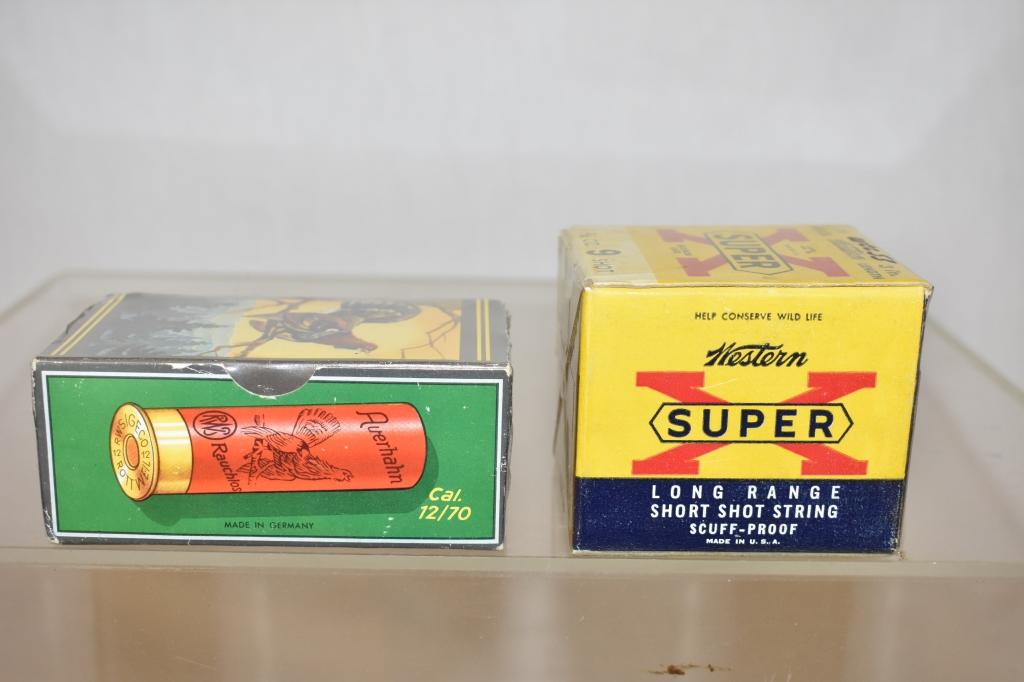 Auerhahn
RWS
Rauchlos
Cal.
12/70
MADE IN GERMANY
9 SHOT
SUPER
X
HELP CONSERVE WILD LIFE
Western
SUPER
X
LONG RANGE
SHORT SHOT STRING
SCUFF-PROOF
MADE IN U.S.A.